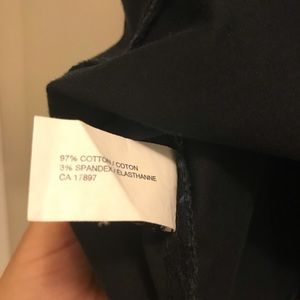 97% COTTON / COTON
3% SPANDEX / ELASTHANNE
CA 17897